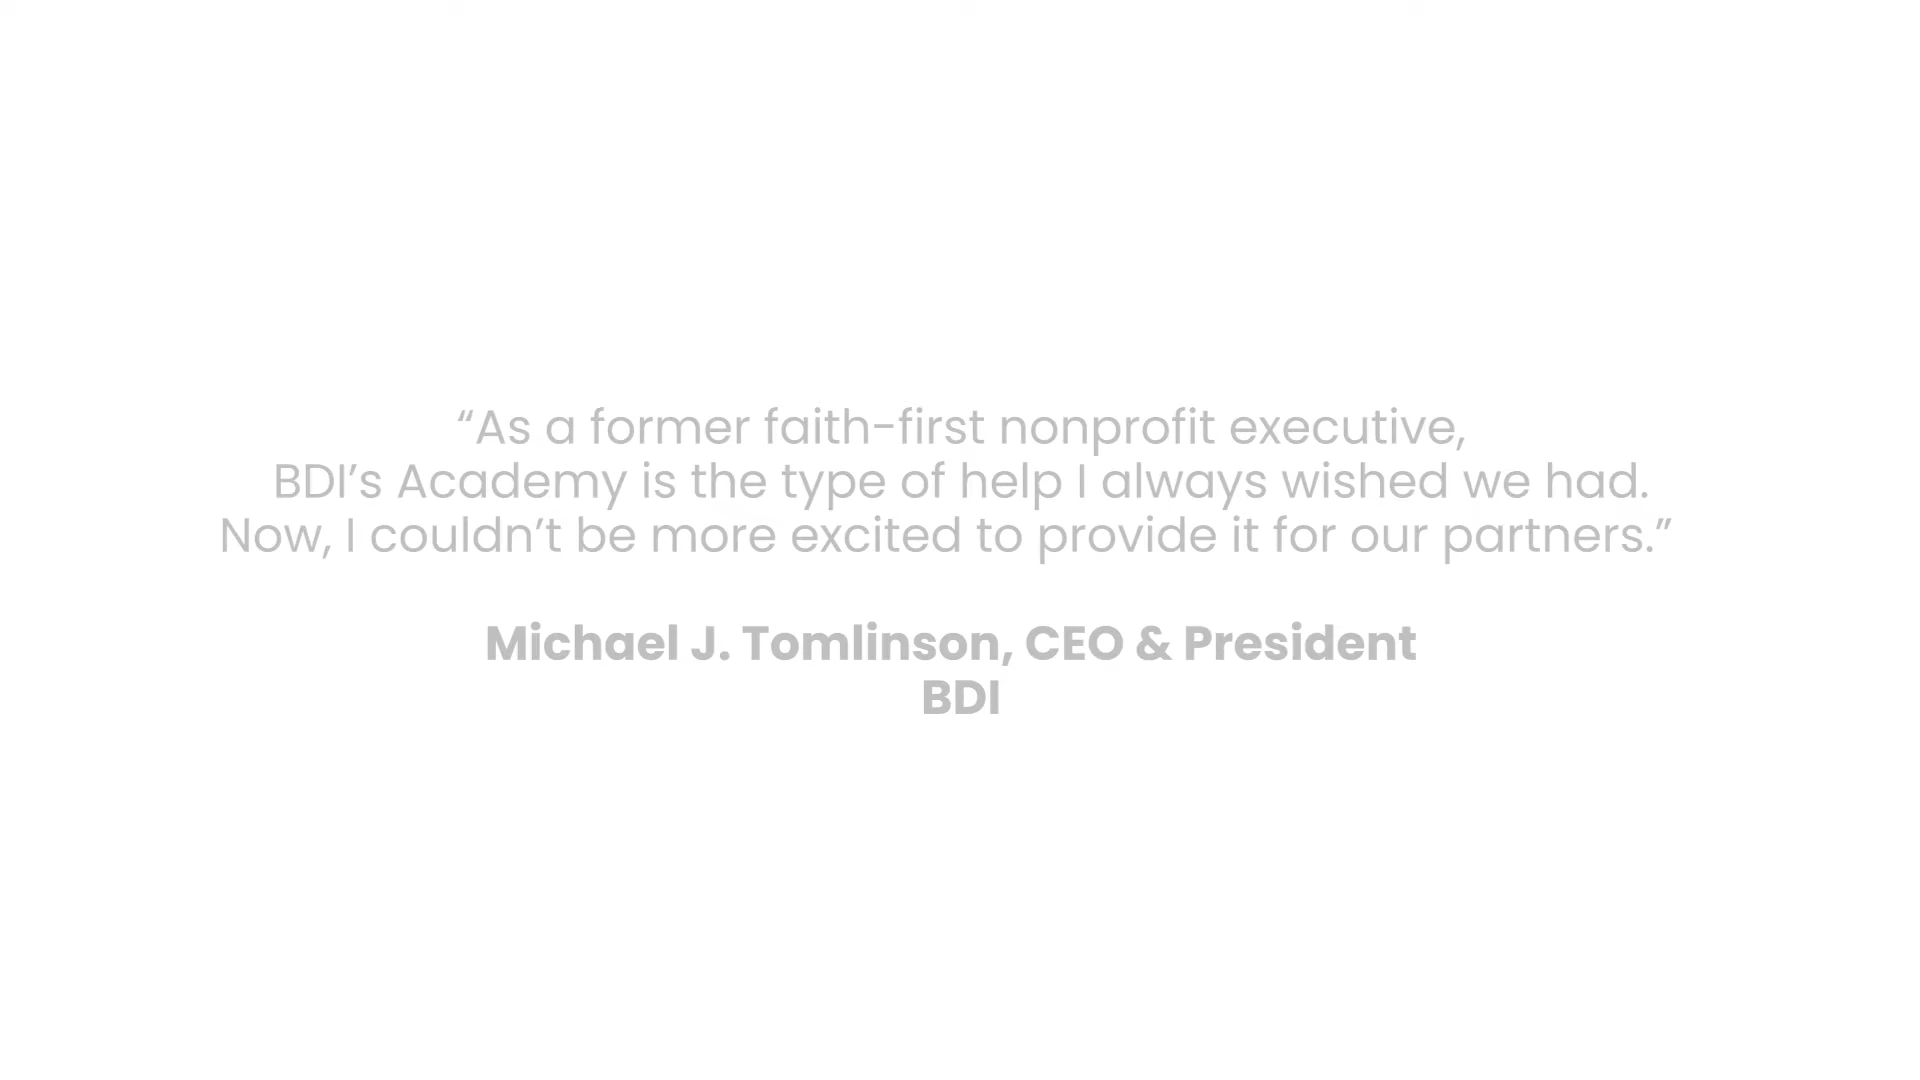 “As a former faith-first nonprofit executive,
BDI’s Academy is the type of help I always wished we had.
Now, I couldn’t be more excited to provide it for our partners.”
Michael J. Tomlinson, CEO & President
BDI